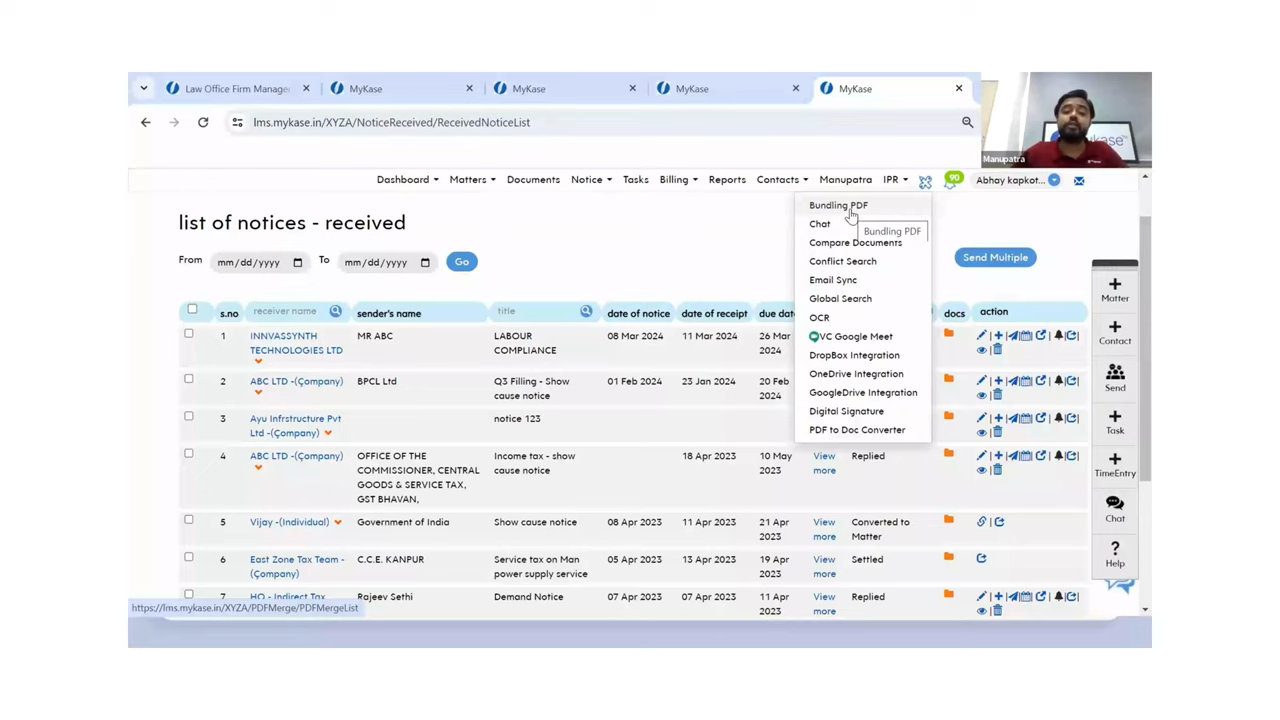 Law Office Firm Manage
MyKase
MyKase
MyKase
MyKase
lms.mykase.in/XYZA/NoticeReceived/ReceivedNoticeList
Manupatra
Dashboard Matters Documents Notice Tasks Billing Reports Contacts Manupatra IPR 90 Abhay kapkot...
list of notices - received
From mm/dd/yyyy To mm/dd/yyyy Go
Send Multiple
Bundling PDF
Bundling PDF
Chat
Compare Documents
Conflict Search
Email Sync
Global Search
OCR
VC Google Meet
DropBox Integration
OneDrive Integration
GoogleDrive Integration
Digital Signature
PDF to Doc Converter
s.no receiver name sender's name title date of notice date of receipt due dat docs action
1 INNVASSYNTH MR ABC LABOUR 08 Mar 2024 11 Mar 2024 26 Mar
TECHNOLOGIES LTD COMPLIANCE 2024
2 ABC LTD -(Company) BPCL Ltd Q3 Filling - Show 01 Feb 2024 23 Jan 2024 20 Feb
cause notice 2024
3 Ayu Infrstructure Pvt notice 123
Ltd -(Company)
4 ABC LTD -(Company) OFFICE OF THE Income tax - show 18 Apr 2023 10 May View Replied
COMMISSIONER, CENTRAL cause notice 2023 more
GOODS & SERVICE TAX,
GST BHAVAN,
5 Vijay -(Individual) Government of India Show cause notice 08 Apr 2023 11 Apr 2023 21 Apr View Converted to
2023 more Matter
6 East Zone Tax Team - C.C.E. KANPUR Service tax on Man 05 Apr 2023 13 Apr 2023 19 Apr View Settled
(Company) power supply service 2023 more
7 HO - Indirect Tax Rajeev Sethi Demand Notice 07 Apr 2023 07 Apr 2023 11 Apr View Replied
2023 more
https://lms.mykase.in/XYZA/PDFMerge/PDFMergeList
Matter
Contact
Send
Task
TimeEntry
Chat
Help